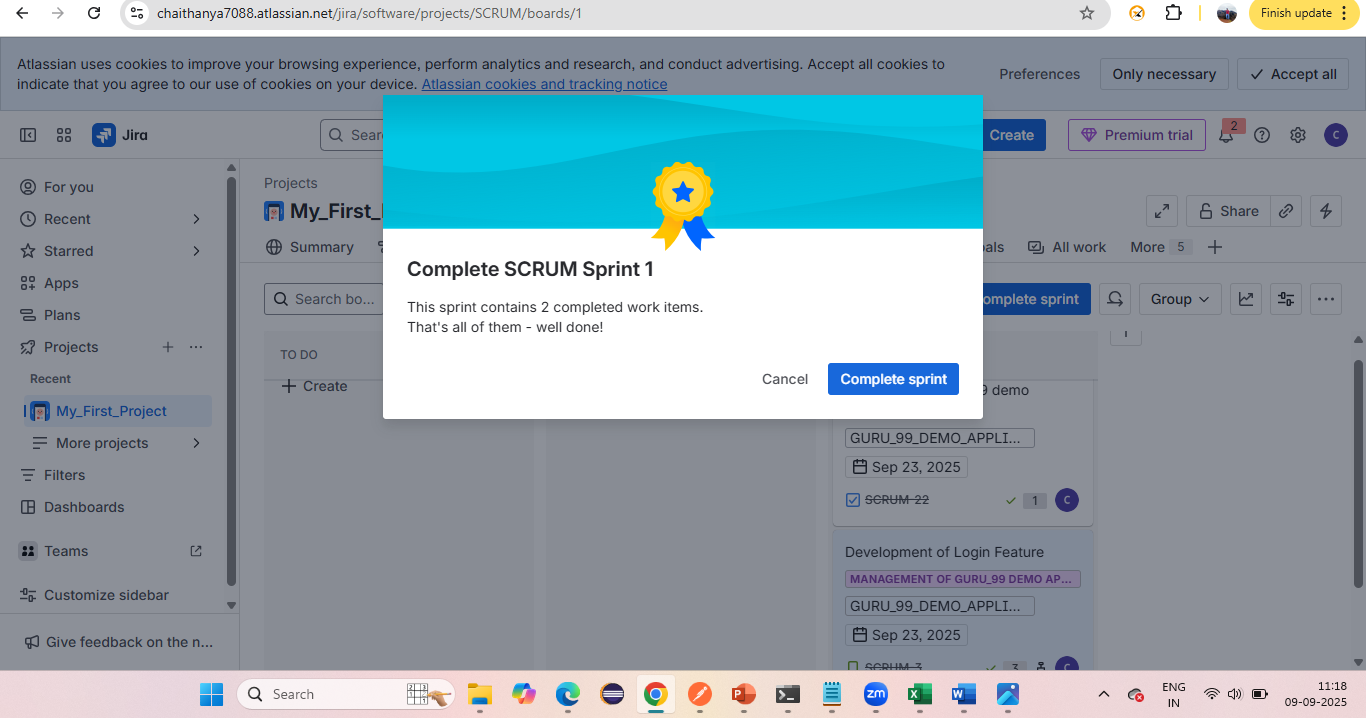 chaithanya7088.atlassian.net/jira/software/projects/SCRUM/boards/1
Finish update
Atlassian uses cookies to improve your browsing experience, perform analytics and research, and conduct advertising. Accept all cookies to
indicate that you agree to our use of cookies on your device. Atlassian cookies and tracking notice
Preferences
Only necessary
Accept all
Jira
Sear
Create
Premium trial
2
C
For you
Recent
Starred
Apps
Plans
Projects
Recent
My_First_Project
More projects
Filters
Dashboards
Teams
Customize sidebar
Give feedback on the n...
Projects
My_First_
Share
Summary
als
All work
More 5
Search bo...
omplete sprint
Group
TO DO
Create
Complete SCRUM Sprint 1
This sprint contains 2 completed work items.
That's all of them - well done!
Cancel
Complete sprint
9 demo
GURU_99_DEMO_APPLI...
Sep 23, 2025
SCRUM-22
1
C
Development of Login Feature
MANAGEMENT OF GURU_99 DEMO AP...
GURU_99_DEMO_APPLI...
Sep 23, 2025
SCRUM-3
3
C
Search
zm
ENG
IN
11:18
09-09-2025